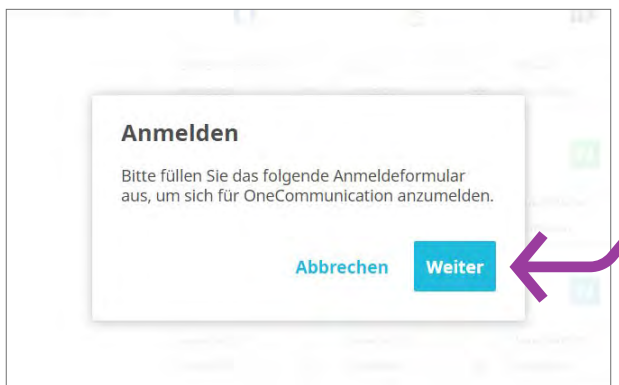 Anmelden
Bitte füllen Sie das folgende Anmeldeformular
aus, um sich für OneCommunication anzumelden.
Abbrechen Weiter